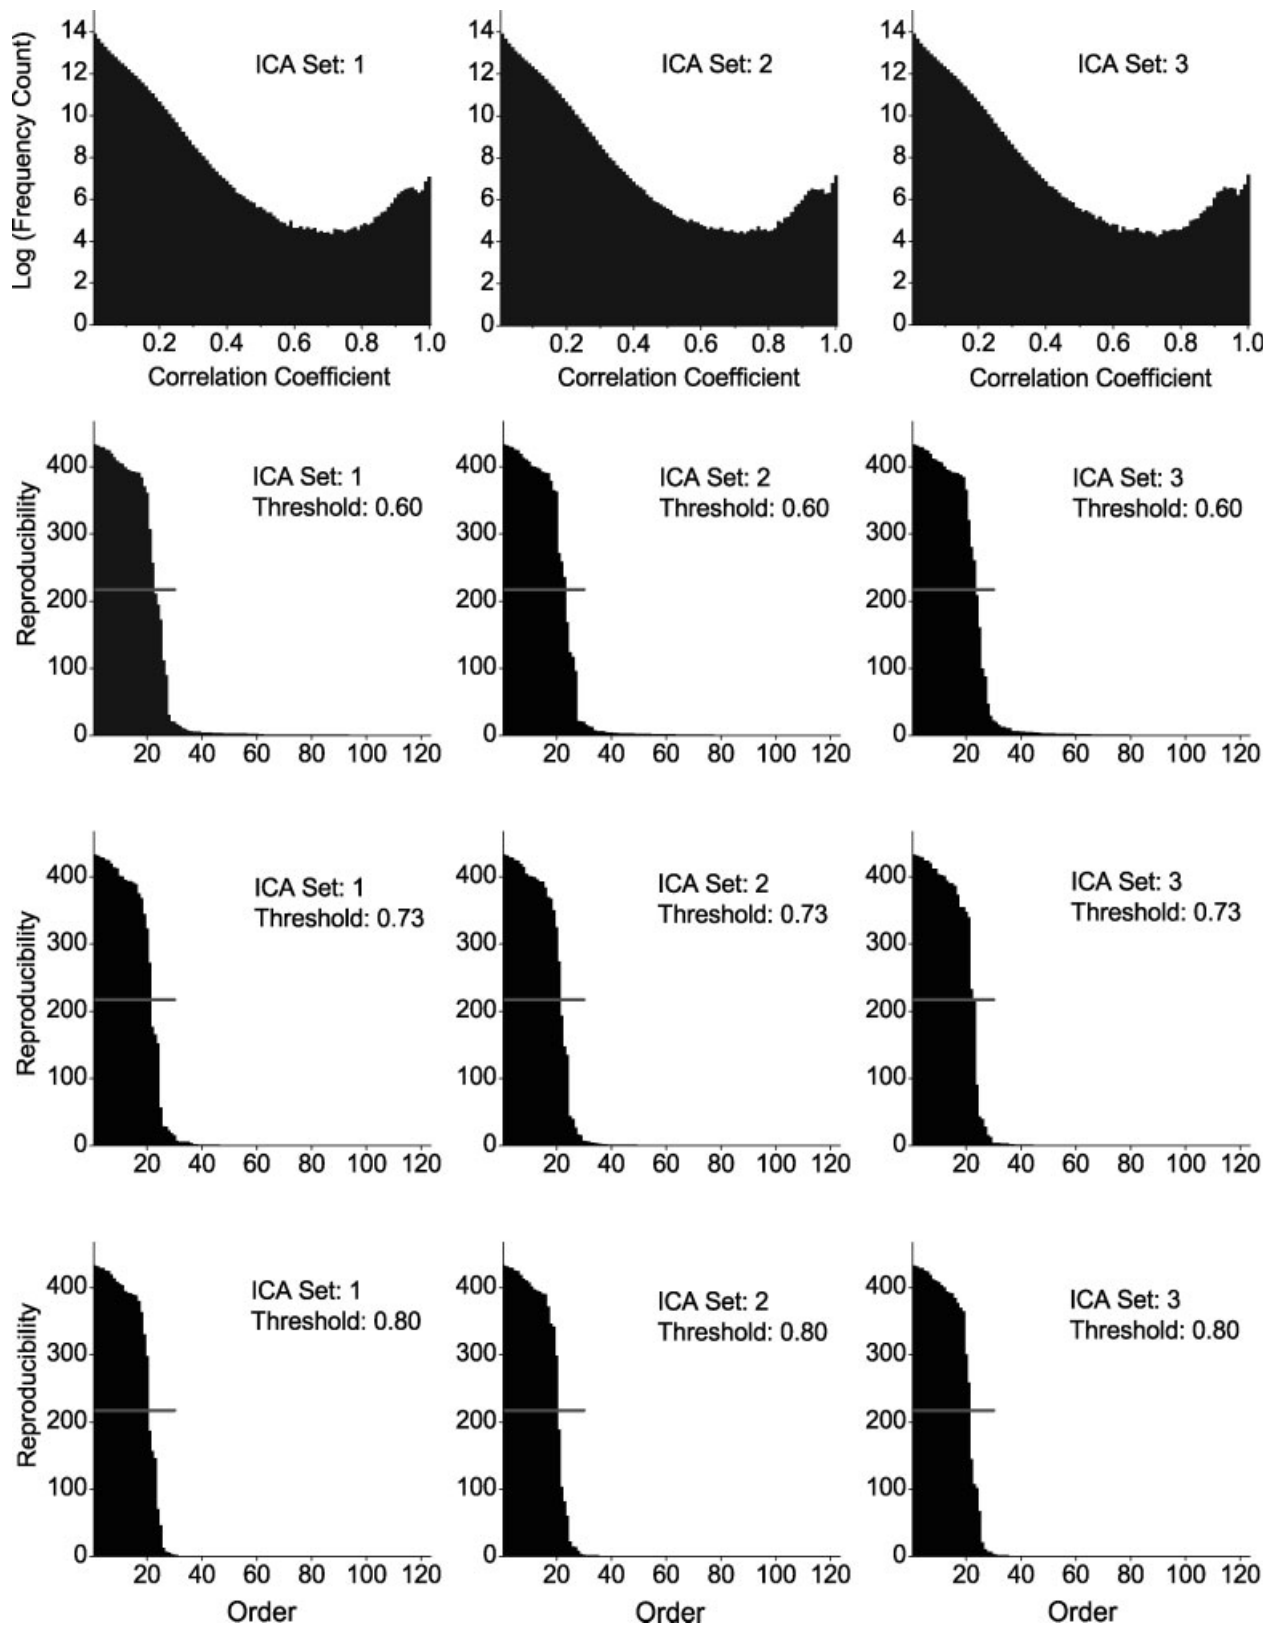 14
12
10
8
6
4
2
0
Log (Frequency Count)
ICA Set: 1
0.2 0.4 0.6 0.8 1.0
Correlation Coefficient
14
12
10
8
6
4
2
0
ICA Set: 2
0.2 0.4 0.6 0.8 1.0
Correlation Coefficient
14
12
10
8
6
4
2
0
ICA Set: 3
0.2 0.4 0.6 0.8 1.0
Correlation Coefficient
400
300
200
100
0
Reproducibility
ICA Set: 1
Threshold: 0.60
20 40 60 80 100 120
400
300
200
100
0
ICA Set: 2
Threshold: 0.60
20 40 60 80 100 120
400
300
200
100
0
ICA Set: 3
Threshold: 0.60
20 40 60 80 100 120
400
300
200
100
0
Reproducibility
ICA Set: 1
Threshold: 0.73
20 40 60 80 100 120
400
300
200
100
0
ICA Set: 2
Threshold: 0.73
20 40 60 80 100 120
400
300
200
100
0
ICA Set: 3
Threshold: 0.73
20 40 60 80 100 120
400
300
200
100
0
Reproducibility
ICA Set: 1
Threshold: 0.80
20 40 60 80 100 120
Order
400
300
200
100
0
ICA Set: 2
Threshold: 0.80
20 40 60 80 100 120
Order
400
300
200
100
0
ICA Set: 3
Threshold: 0.80
20 40 60 80 100 120
Order